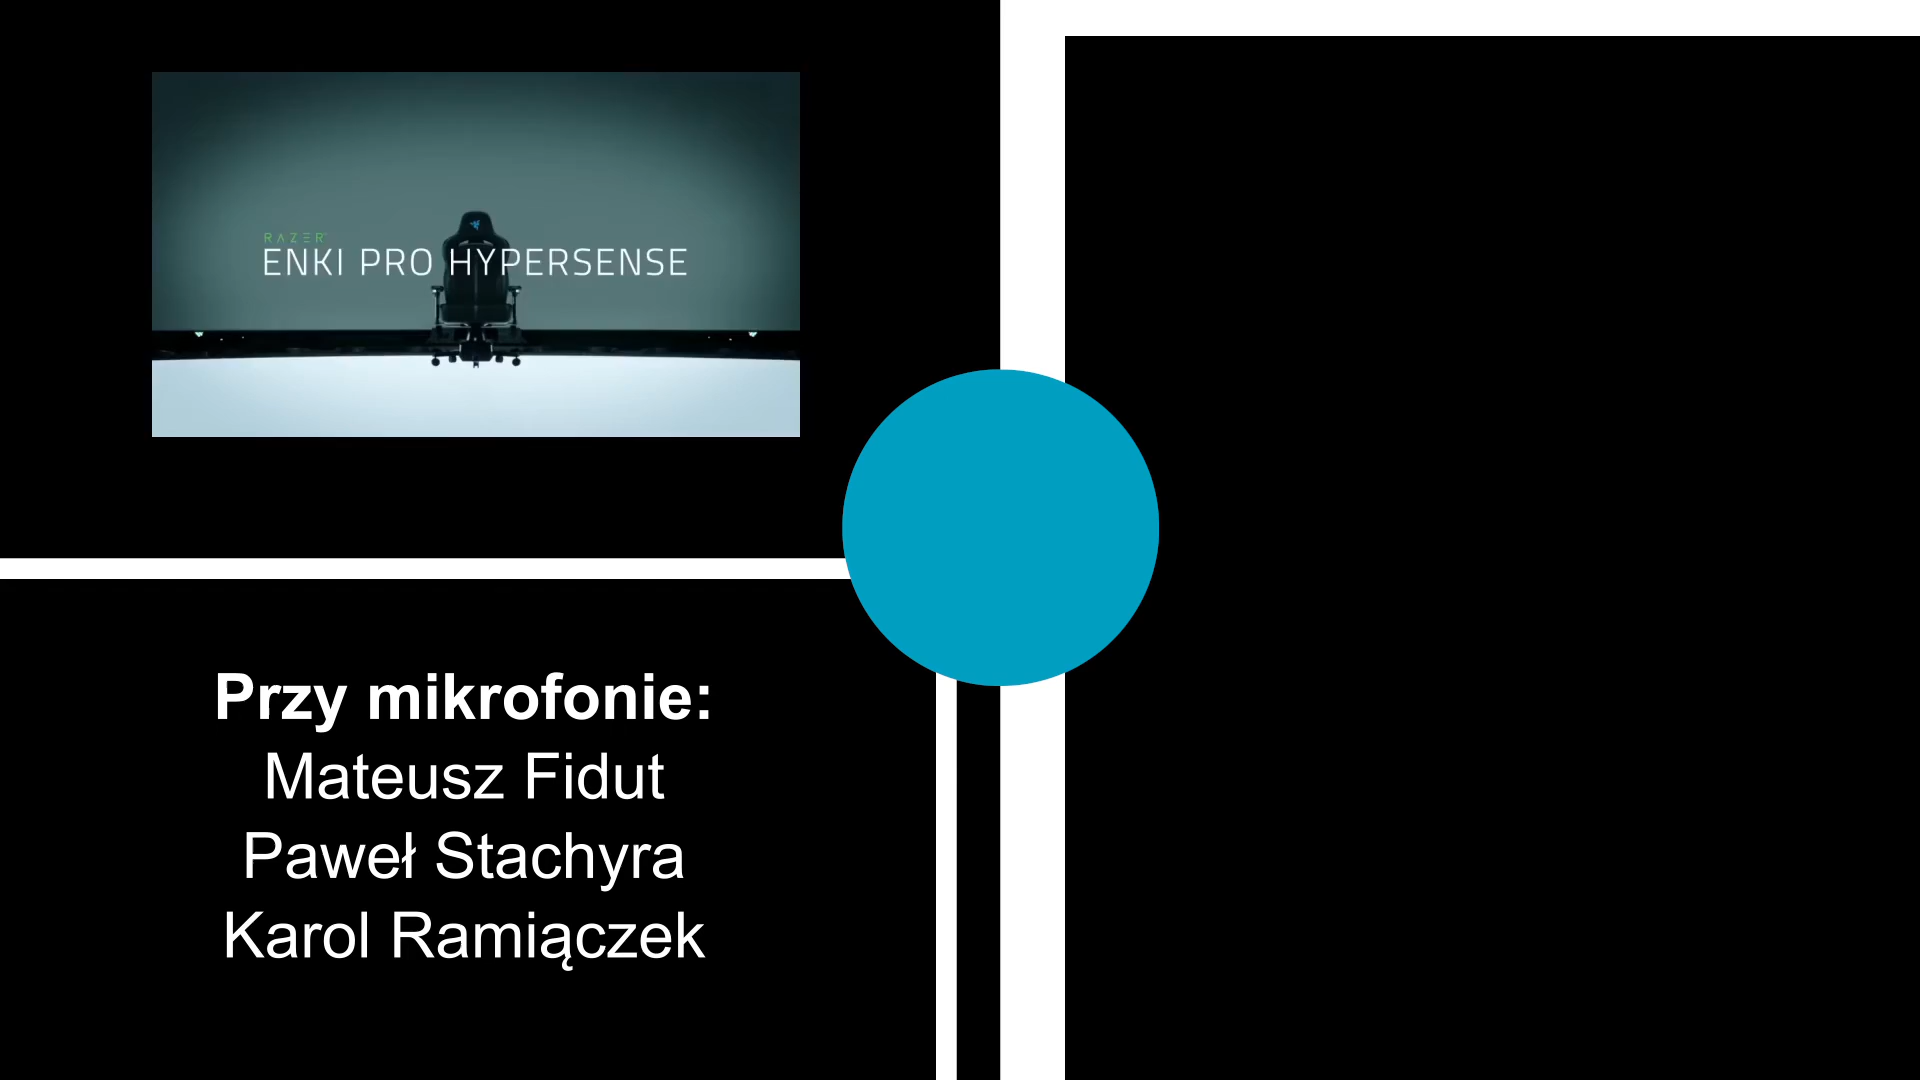 RAZER
ENKI PRO HYPERSENSE
Przy mikrofonie:
Mateusz Fidut
Paweł Stachyra
Karol Ramiączek